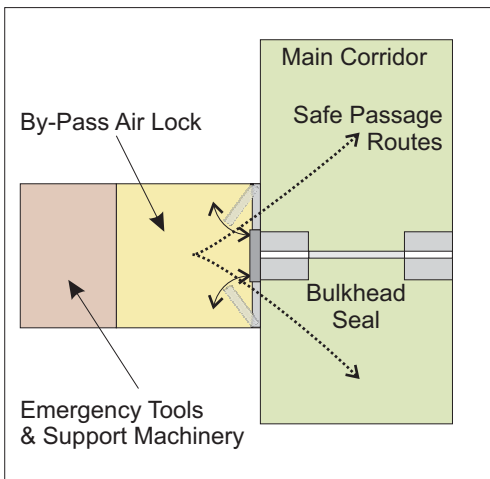 Main Corridor
Safe Passage
Routes
By-Pass Air Lock
Bulkhead
Seal
Emergency Tools
& Support Machinery